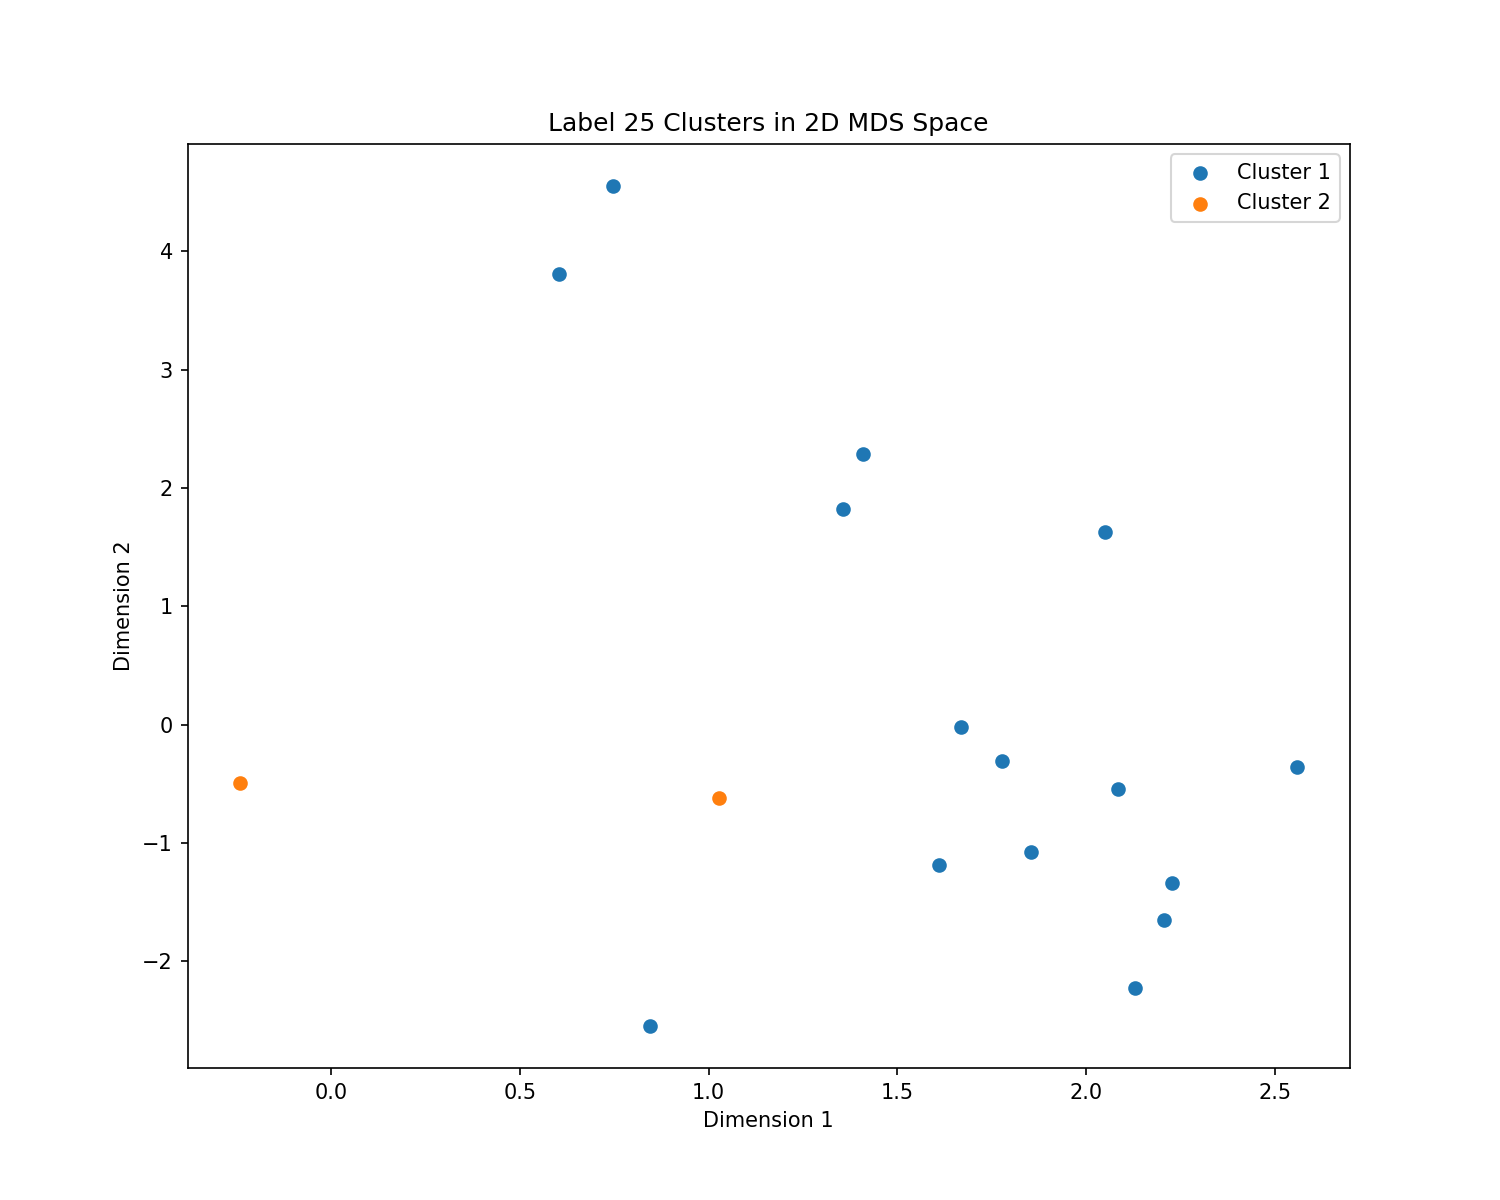 Label 25 Clusters in 2D MDS Space
Cluster 1
Cluster 2
4
3
2
1
0
−1
−2
Dimension 2
0.0 0.5 1.0 1.5 2.0 2.5
Dimension 1